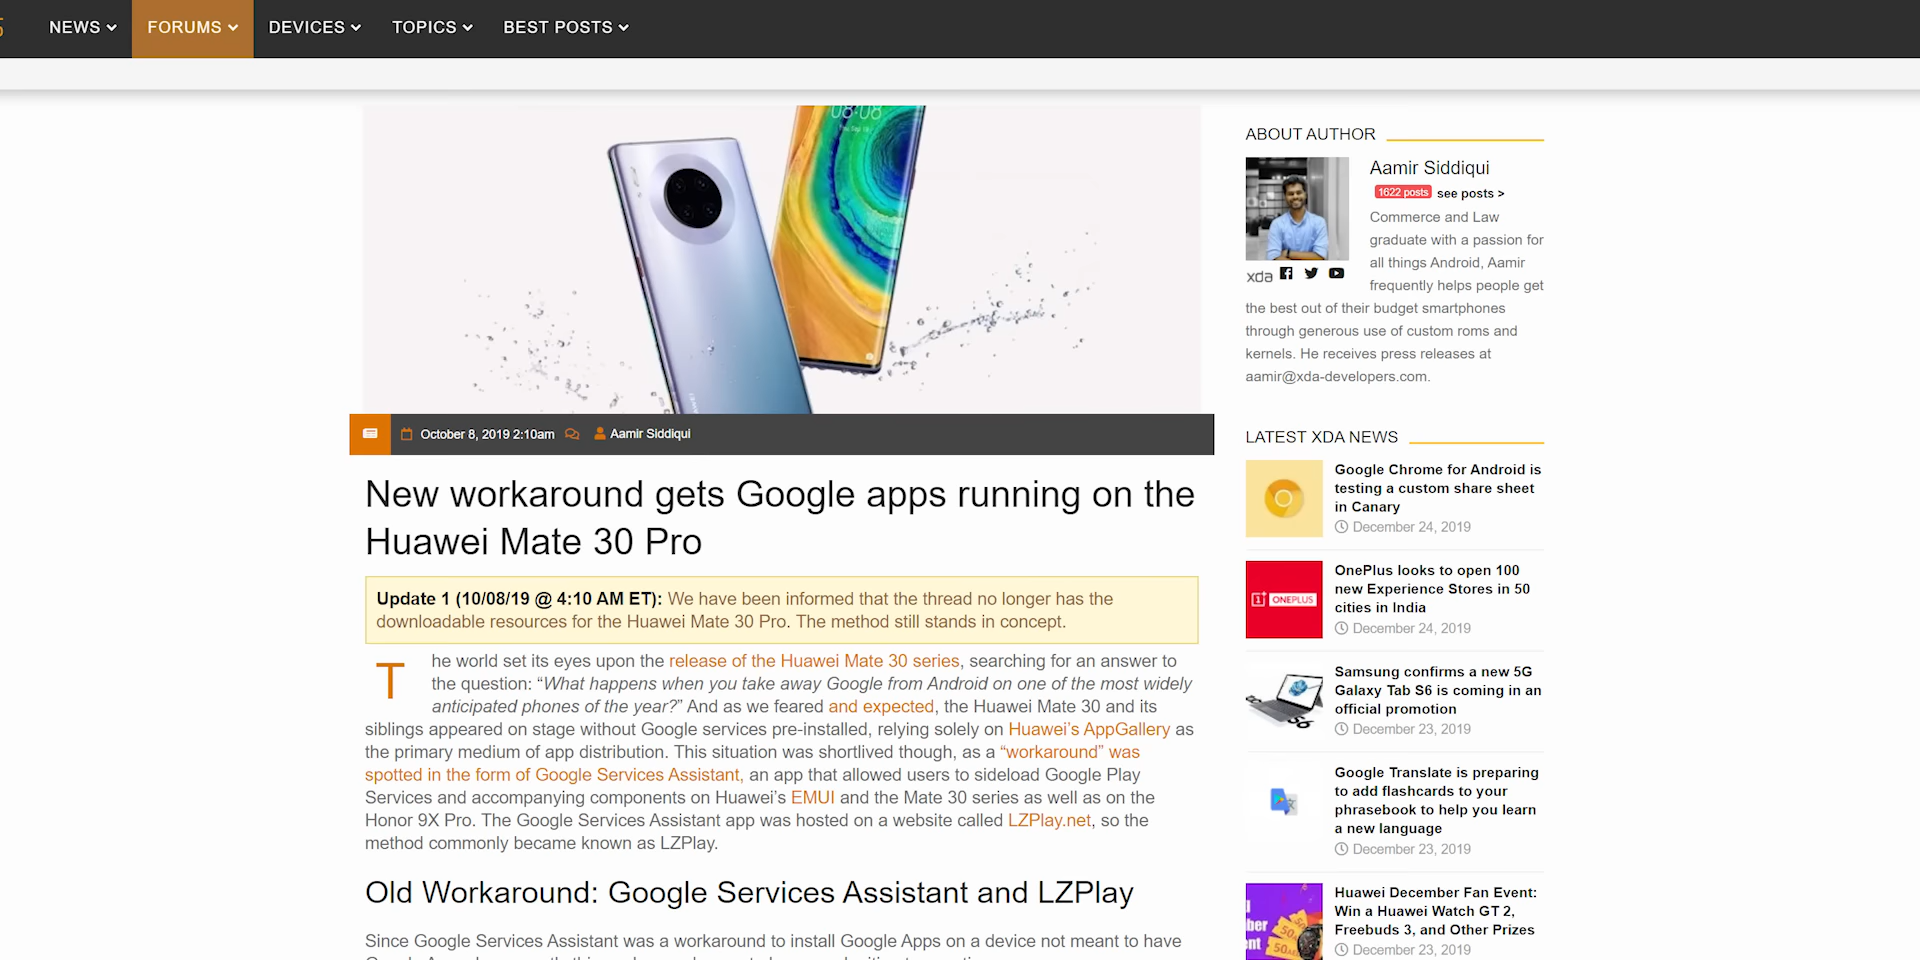 NEWS FORUMS DEVICES TOPICS BEST POSTS
08:08
October 8, 2019 2:10am Aamir Siddiqui
New workaround gets Google apps running on the
Huawei Mate 30 Pro
Update 1 (10/08/19 @ 4:10 AM ET): We have been informed that the thread no longer has the
downloadable resources for the Huawei Mate 30 Pro. The method still stands in concept.
The world set its eyes upon the release of the Huawei Mate 30 series, searching for an answer to
the question: “What happens when you take away Google from Android on one of the most widely
anticipated phones of the year?” And as we feared and expected, the Huawei Mate 30 and its
siblings appeared on stage without Google services pre-installed, relying solely on Huawei’s AppGallery as
the primary medium of app distribution. This situation was shortlived though, as a “workaround” was
spotted in the form of Google Services Assistant, an app that allowed users to sideload Google Play
Services and accompanying components on Huawei’s EMUI and the Mate 30 series as well as on the
Honor 9X Pro. The Google Services Assistant app was hosted on a website called LZPlay.net, so the
method commonly became known as LZPlay.
Old Workaround: Google Services Assistant and LZPlay
Since Google Services Assistant was a workaround to install Google Apps on a device not meant to have
ABOUT AUTHOR
Aamir Siddiqui
1622 posts see posts >
Commerce and Law
graduate with a passion for
all things Android, Aamir
xda
frequently helps people get
the best out of their budget smartphones
through generous use of custom roms and
kernels. He receives press releases at
aamir@xda-developers.com.
LATEST XDA NEWS
Google Chrome for Android is
testing a custom share sheet
in Canary
December 24, 2019
ONEPLUS
OnePlus looks to open 100
new Experience Stores in 50
cities in India
December 24, 2019
Samsung confirms a new 5G
Galaxy Tab S6 is coming in an
official promotion
December 23, 2019
Google Translate is preparing
to add flashcards to your
phrasebook to help you learn
a new language
December 23, 2019
Huawei December Fan Event:
Win a Huawei Watch GT 2,
Freebuds 3, and Other Prizes
December 23, 2019